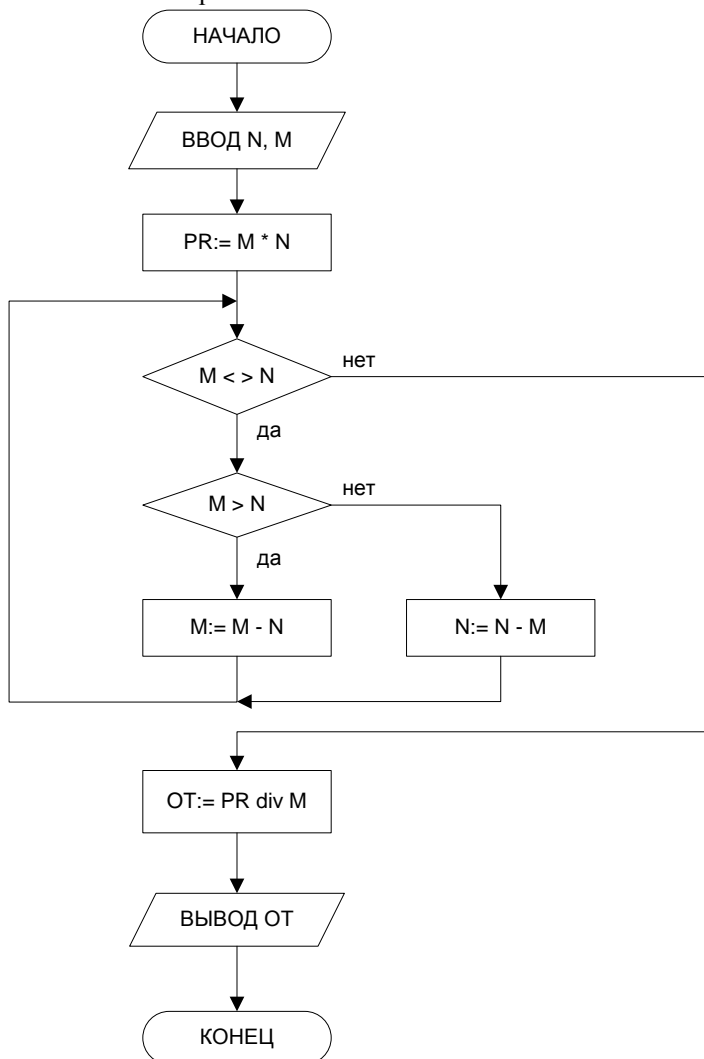 НАЧАЛО
ВВОД N, M
PR:= M * N
M < > N
нет
да
M > N
нет
да
M:= M - N
N:= N - M
OT:= PR div M
ВЫВОД OT
КОНЕЦ